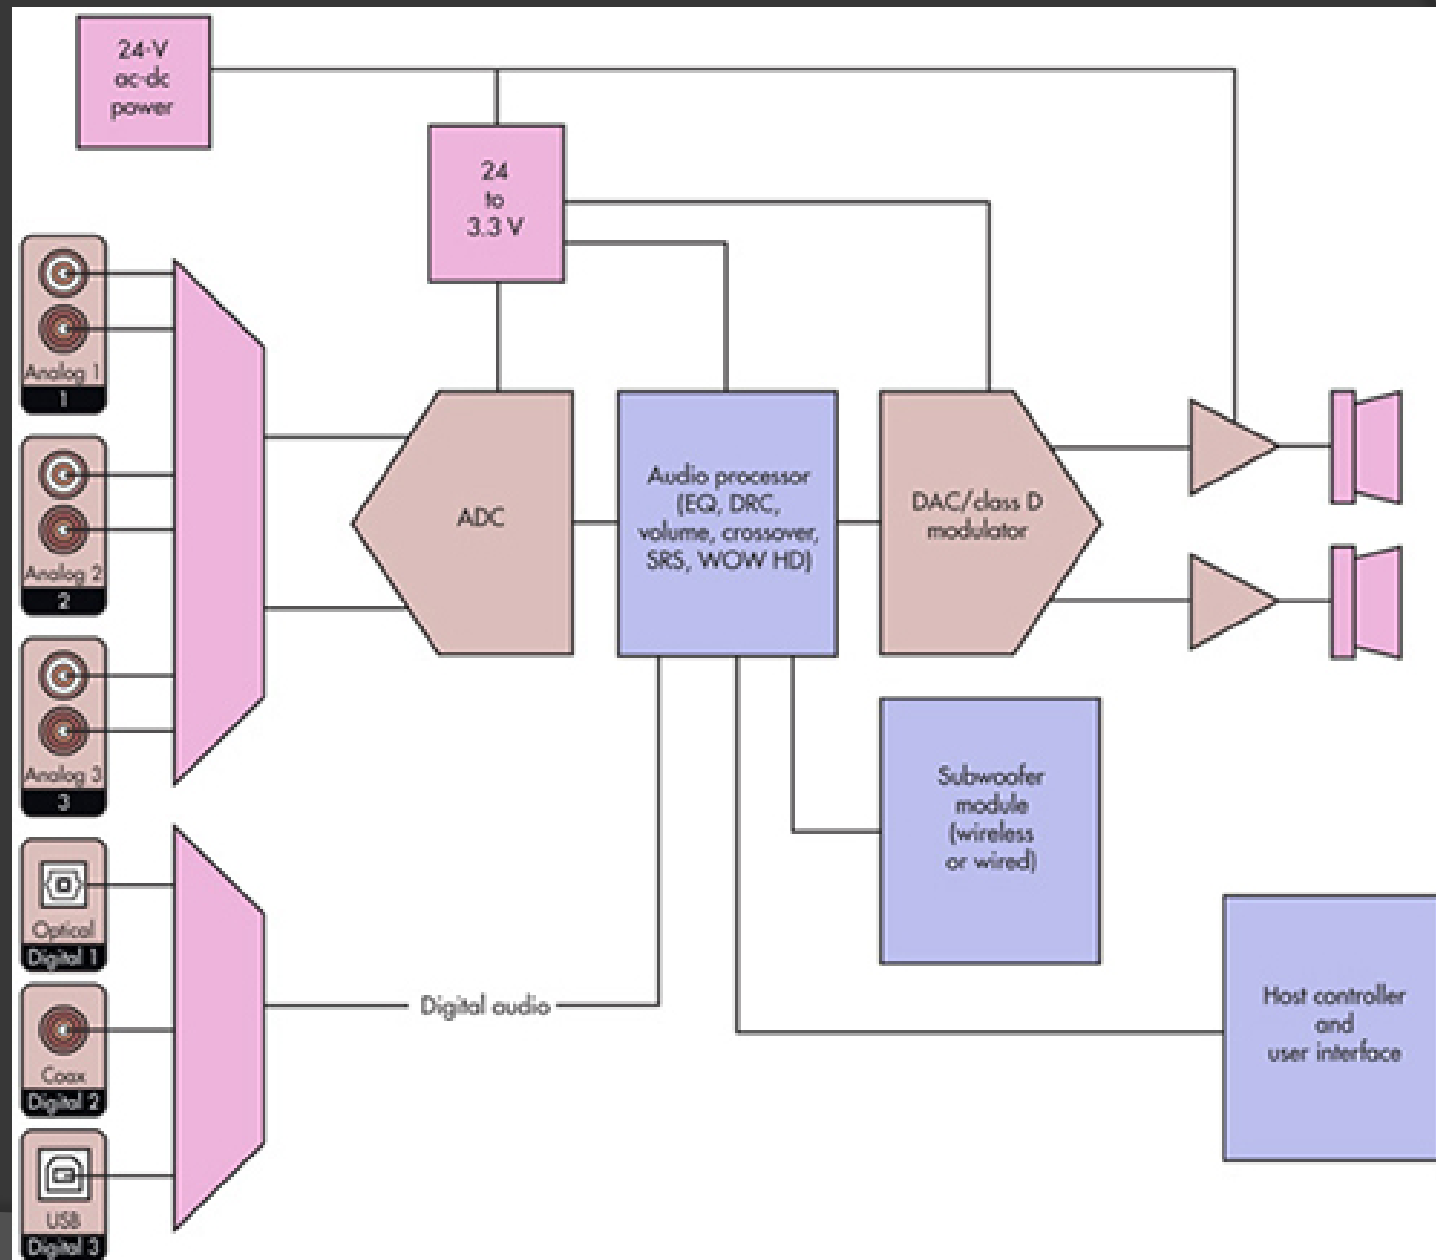 24-V
ac-dc
power
24
to
3.3 V
Analog 1
1
Analog 2
2
Analog 3
3
Optical
Digital 1
Coax
Digital 2
USB
Digital 3
ADC
Audio processor
(EQ, DRC,
volume, crossover,
SRS, WOW HD)
DAC/class D
modulator
Subwoofer
module
(wireless
or wired)
Digital audio
Host controller
and
user interface